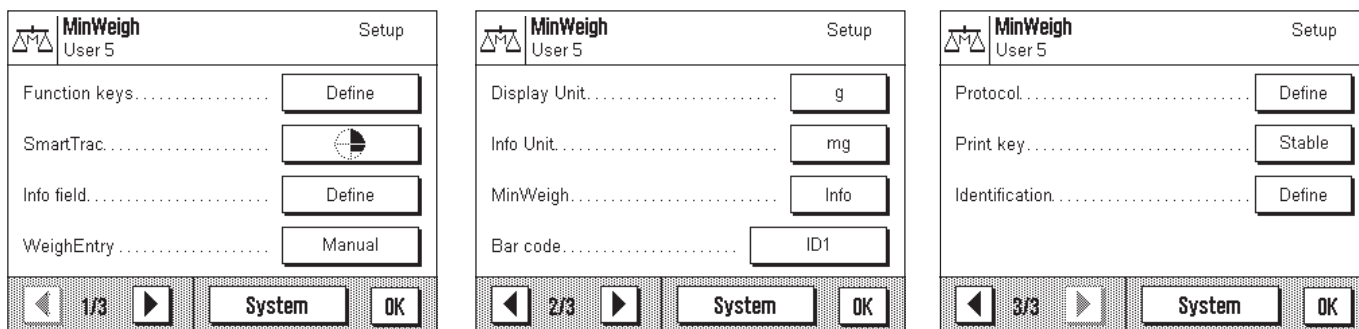 MinWeigh
User 5
Setup
Function keys................. Define
SmartTrac.....................
Info field....................... Define
WeighEntry ................... Manual
1/3
System
OK
MinWeigh
User 5
Setup
Display Unit........................ g
Info Unit............................ mg
MinWeigh.......................... Info
Bar code...................... ID1
2/3
System
OK
MinWeigh
User 5
Setup
Protocol............................. Define
Print key............................ Stable
Identification......................... Define
3/3
System
OK